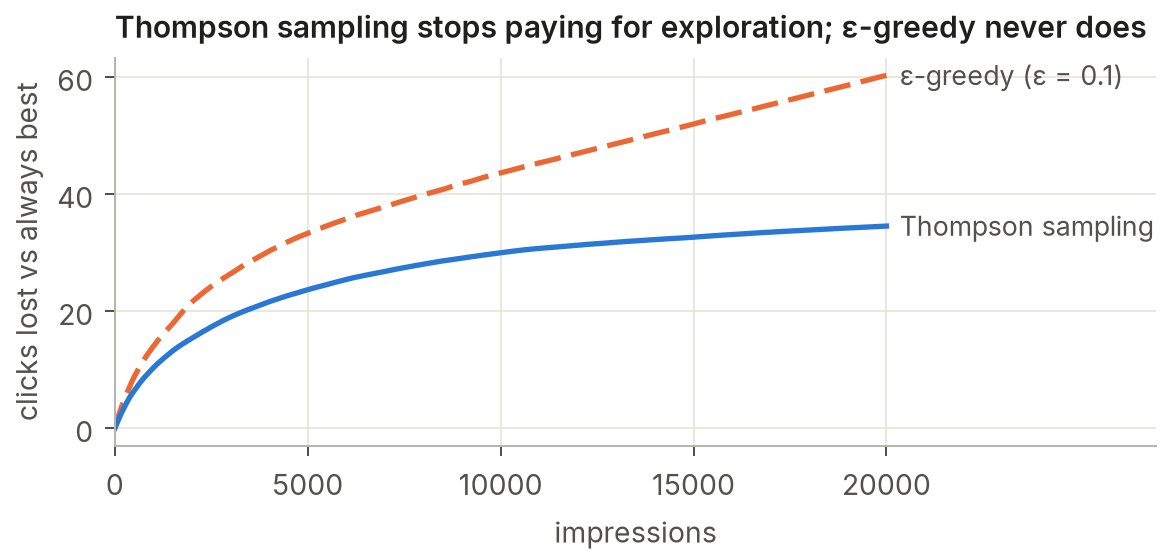 Thompson sampling stops paying for exploration; ε-greedy never does
clicks lost vs always best
60
40
20
0
ε-greedy (ε = 0.1)
Thompson sampling
0
5000
10000
15000
20000
impressions